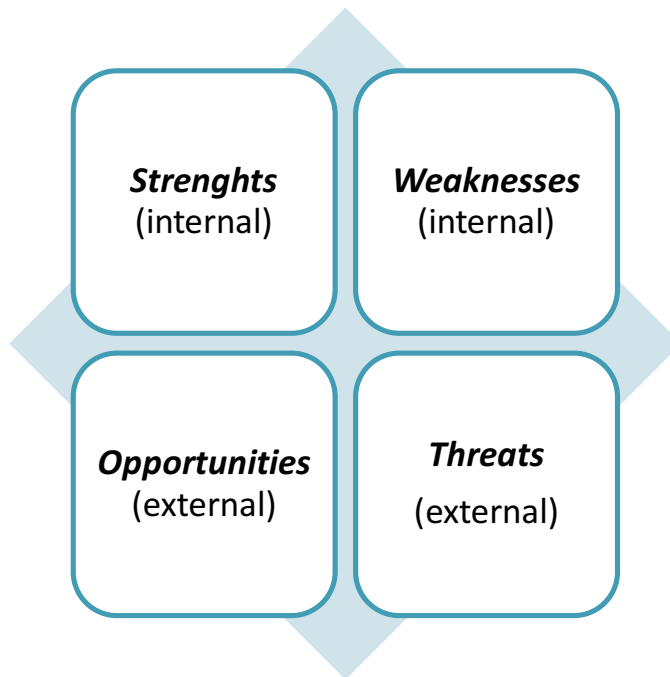 Strenghts
(internal)
Weaknesses
(internal)
Opportunities
(external)
Threats
(external)